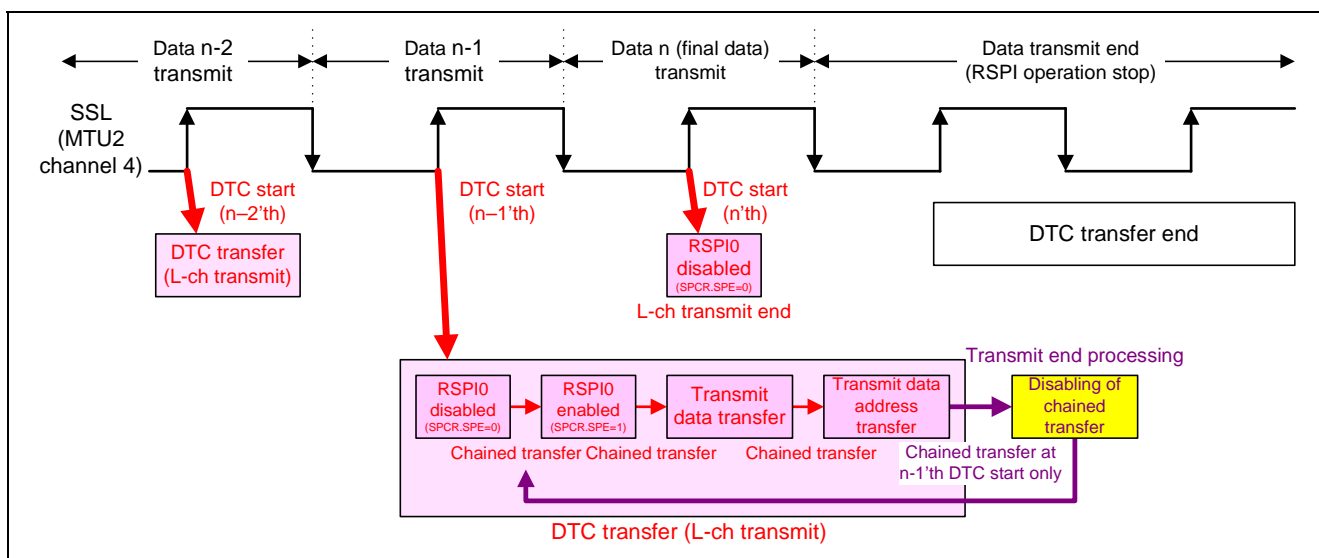 Data n-2
transmit
Data n-1
transmit
Data n (final data)
transmit
Data transmit end
(RSPI operation stop)
SSL
(MTU2
channel 4)
DTC start
(n–2'th)
DTC start
(n–1'th)
DTC start
(n'th)
DTC transfer
(L-ch transmit)
RSPI0
disabled
(SPCR.SPE=0)
L-ch transmit end
DTC transfer end
Transmit end processing
RSPI0
disabled
(SPCR.SPE=0)
RSPI0
enabled
(SPCR.SPE=1)
Transmit
data transfer
Transmit data
address
transfer
Disabling of
chained
transfer
Chained transfer
Chained transfer
Chained transfer
Chained transfer at
n-1'th DTC start only
DTC transfer (L-ch transmit)